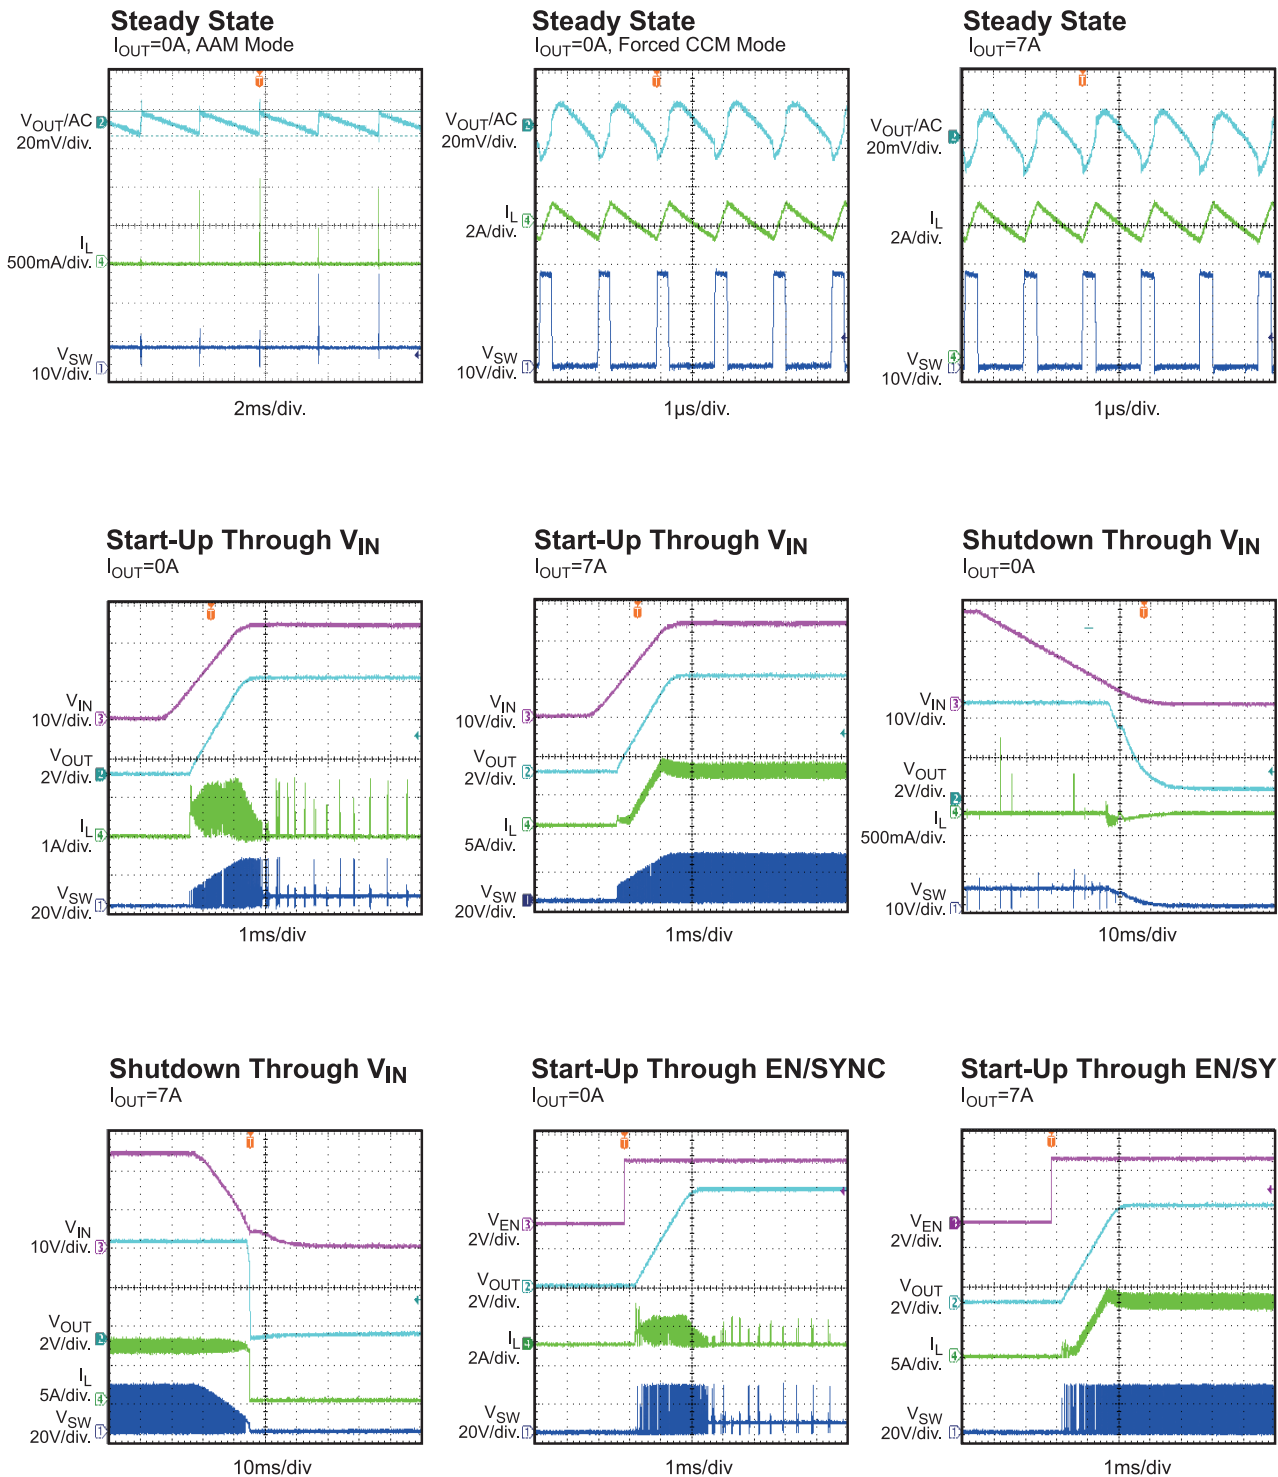 Steady State
IOUT=0A, AAM Mode
VOUT/AC
20mV/div.
IL
500mA/div.
VSW
10V/div.
2ms/div.
Steady State
IOUT=0A, Forced CCM Mode
VOUT/AC
20mV/div.
IL
2A/div.
VSW
10V/div.
1µs/div.
Steady State
IOUT=7A
VOUT/AC
20mV/div.
IL
2A/div.
VSW
10V/div.
1µs/div.
Start-Up Through VIN
IOUT=0A
VIN
10V/div.
VOUT
2V/div.
IL
1A/div.
VSW
20V/div.
1ms/div
Start-Up Through VIN
IOUT=7A
VIN
10V/div.
VOUT
2V/div.
IL
5A/div.
VSW
20V/div.
1ms/div
Shutdown Through VIN
IOUT=0A
VIN
10V/div.
VOUT
2V/div.
IL
500mA/div.
VSW
10V/div.
10ms/div
Shutdown Through VIN
IOUT=7A
VIN
10V/div.
VOUT
2V/div.
IL
5A/div.
VSW
20V/div.
10ms/div
Start-Up Through EN/SYNC
IOUT=0A
VEN
2V/div.
VOUT
2V/div.
IL
2A/div.
VSW
20V/div.
1ms/div
Start-Up Through EN/SY
IOUT=7A
VEN
2V/div.
VOUT
2V/div.
IL
5A/div.
VSW
20V/div.
1ms/div